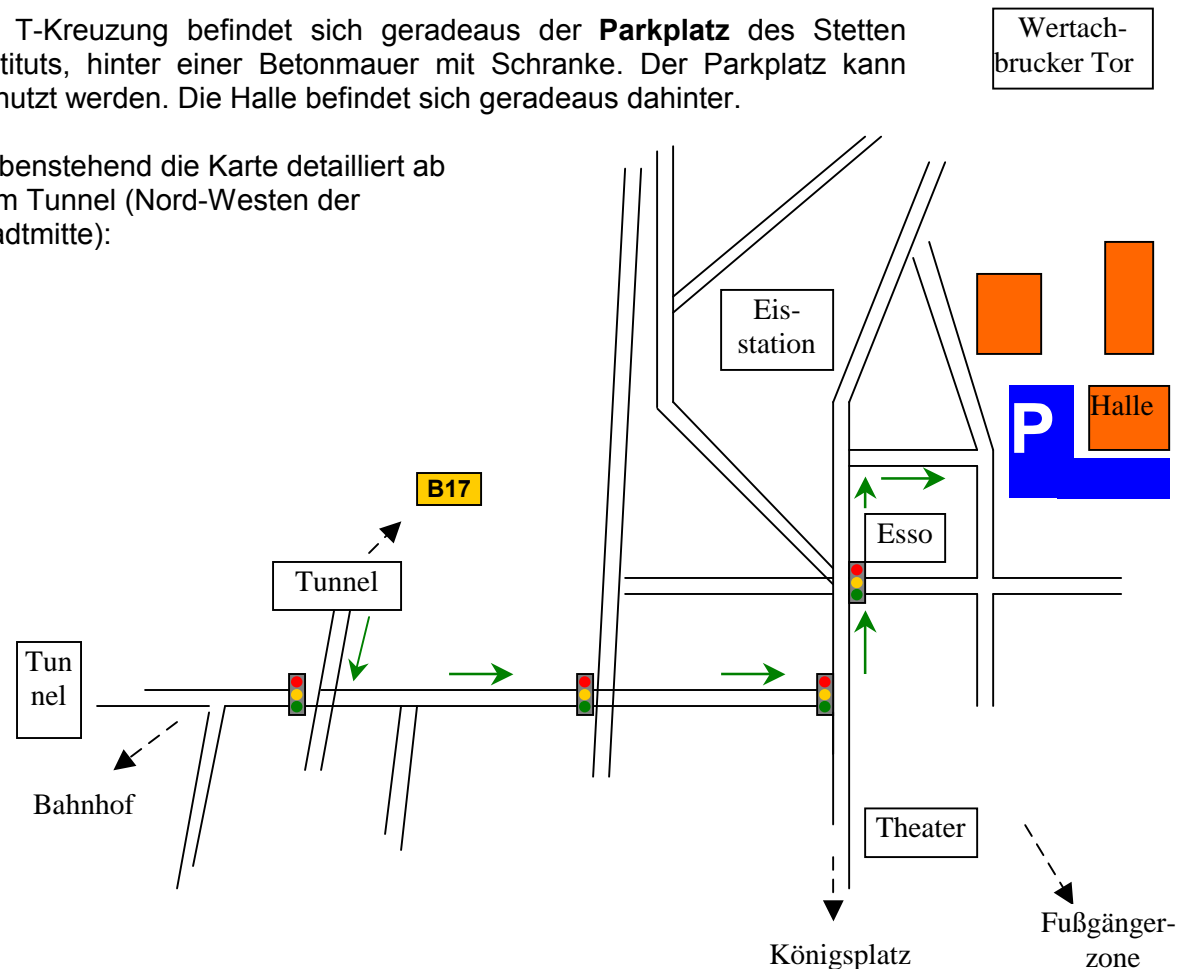 T-Kreuzung befindet sich geradeaus der Parkplatz des Stetten
tituts, hinter einer Betonmauer mit Schranke. Der Parkplatz kann
nutzt werden. Die Halle befindet sich geradeaus dahinter.
Wertach-
brucker Tor
benstehend die Karte detailliert ab
m Tunnel (Nord-Westen der
adtmitte):
Eis-
station
P
Halle
B17
Esso
Tunnel
Tun
nel
Bahnhof
Theater
Königsplatz
Fußgänger-
zone